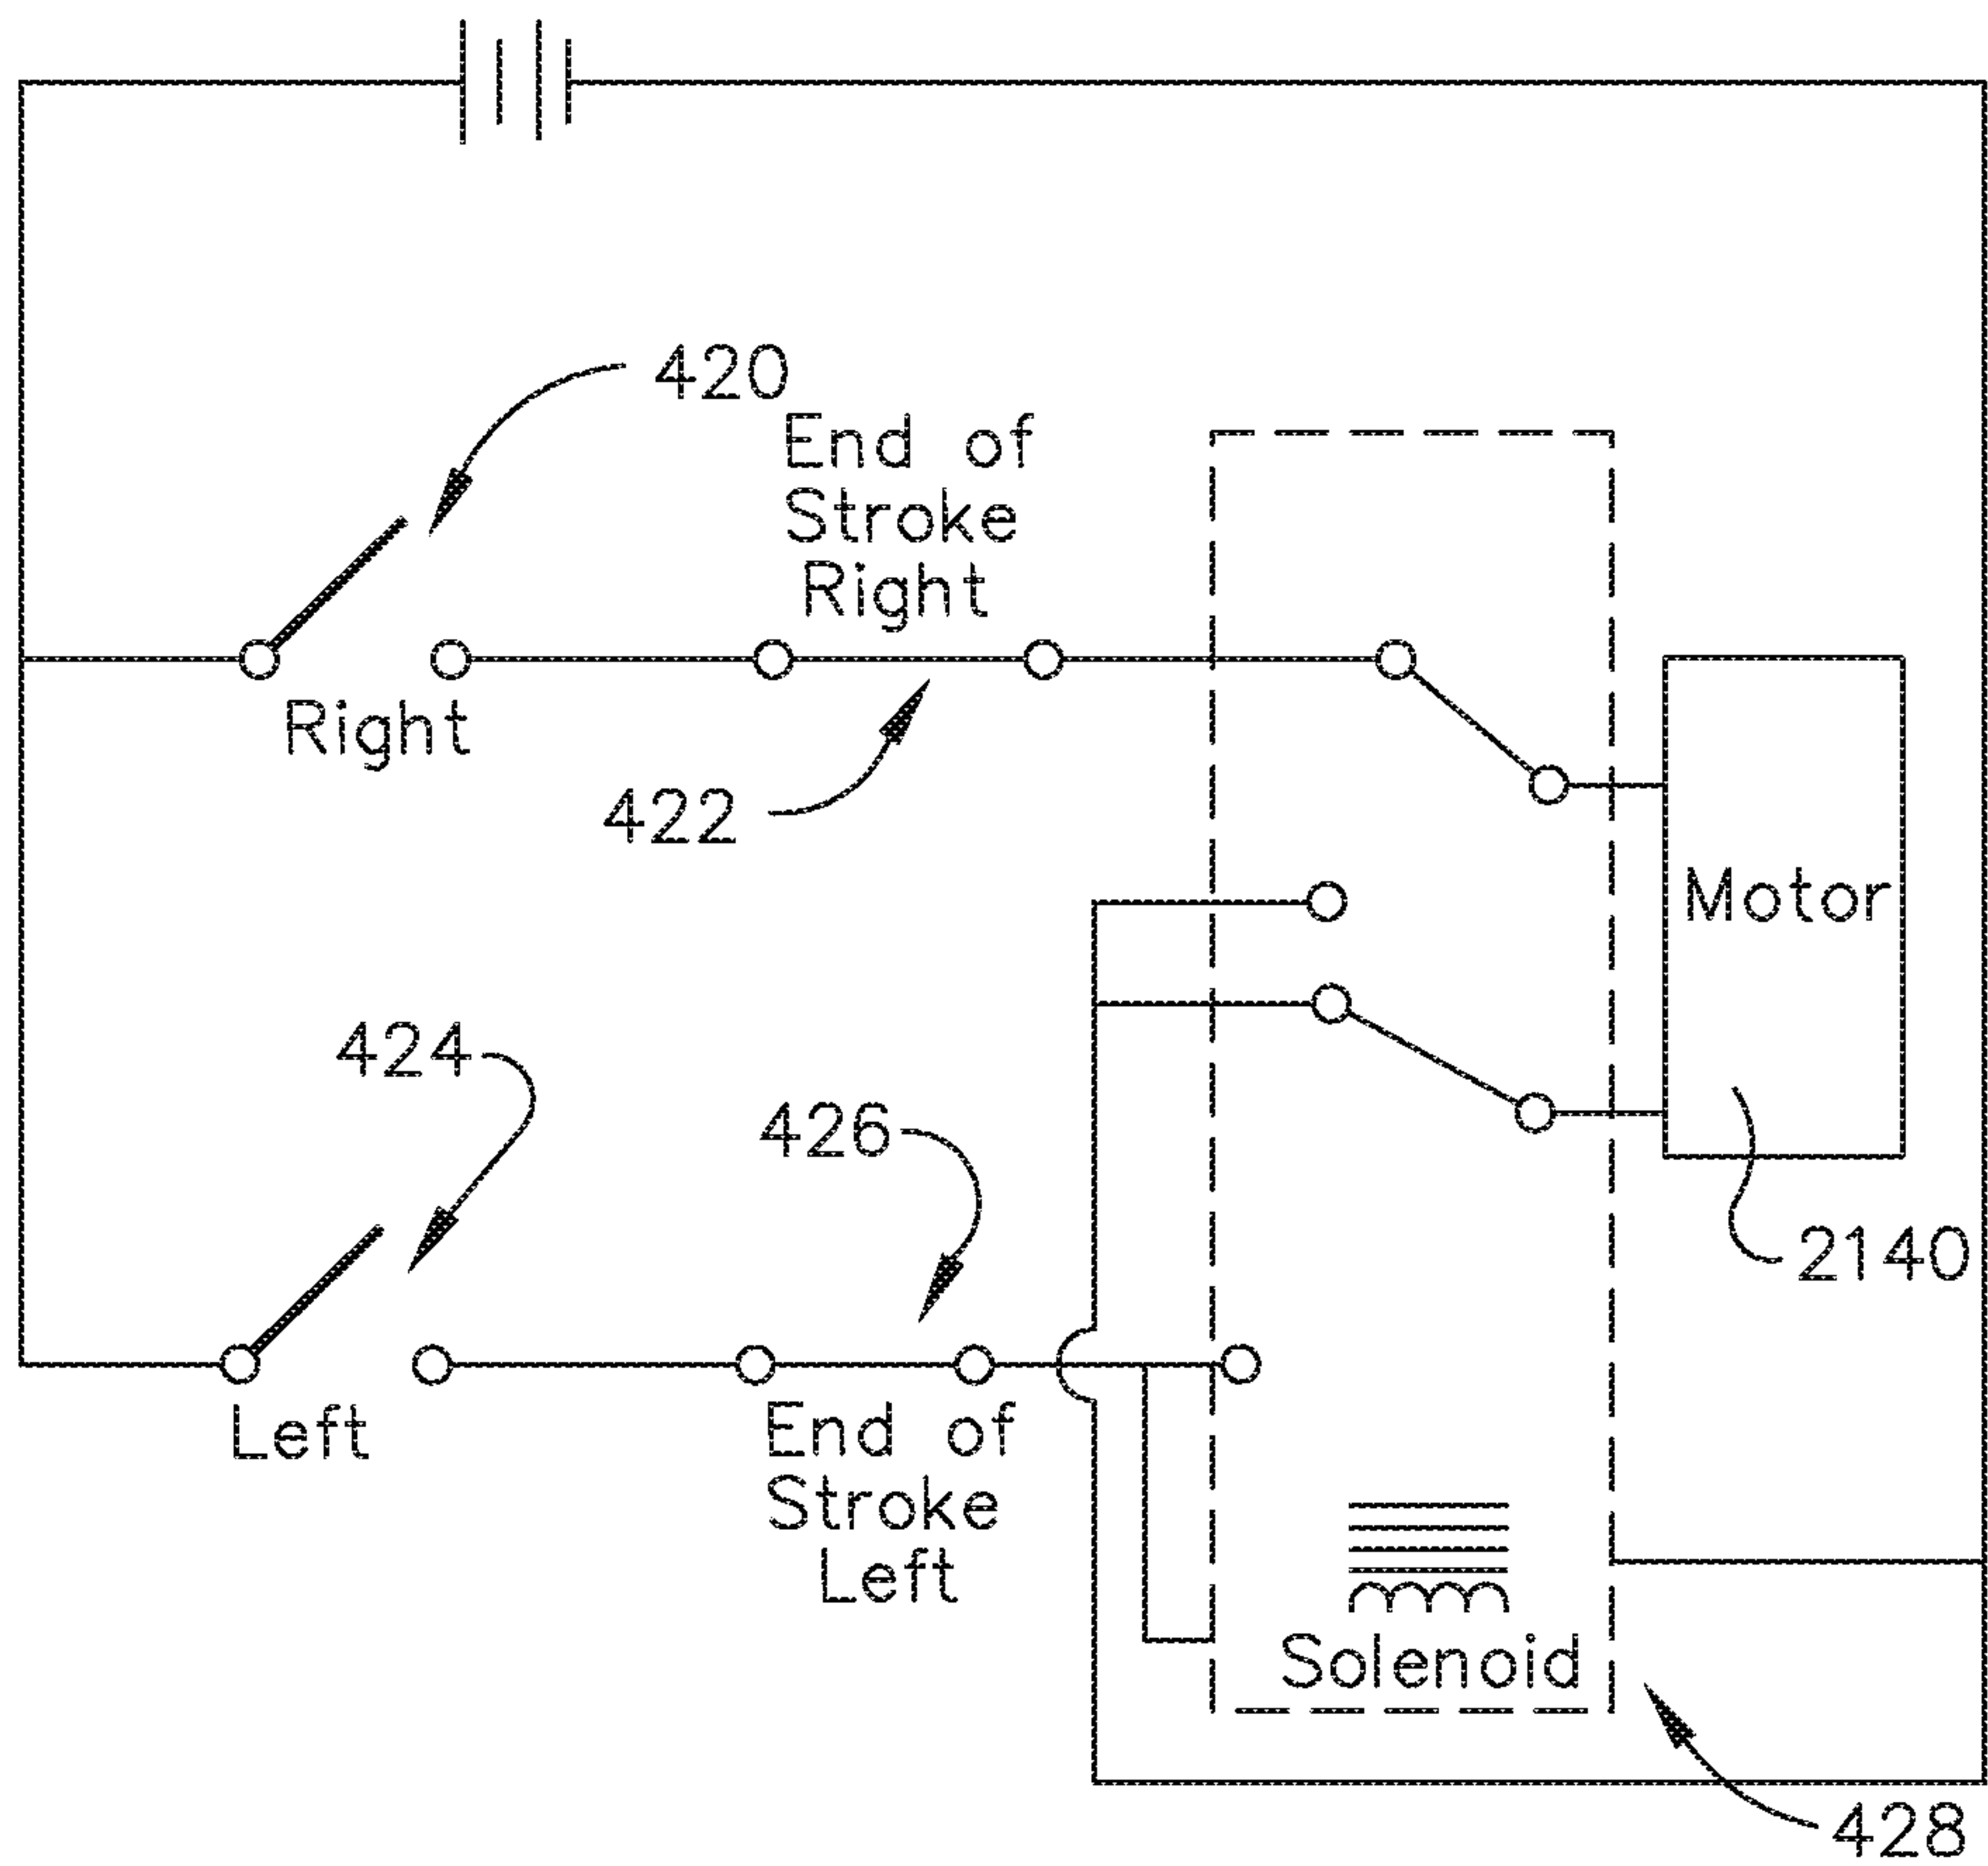 420
End of
Stroke
Right
Right
422
Motor
424
426
2140
Left
End of
Stroke
Left
Solenoid
428